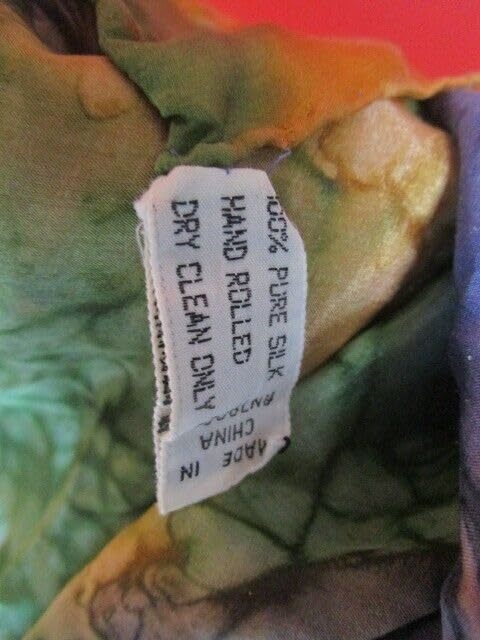 100% PURE SILK
HAND ROLLED
DRY CLEAN ONLY
MADE IN
CHINA